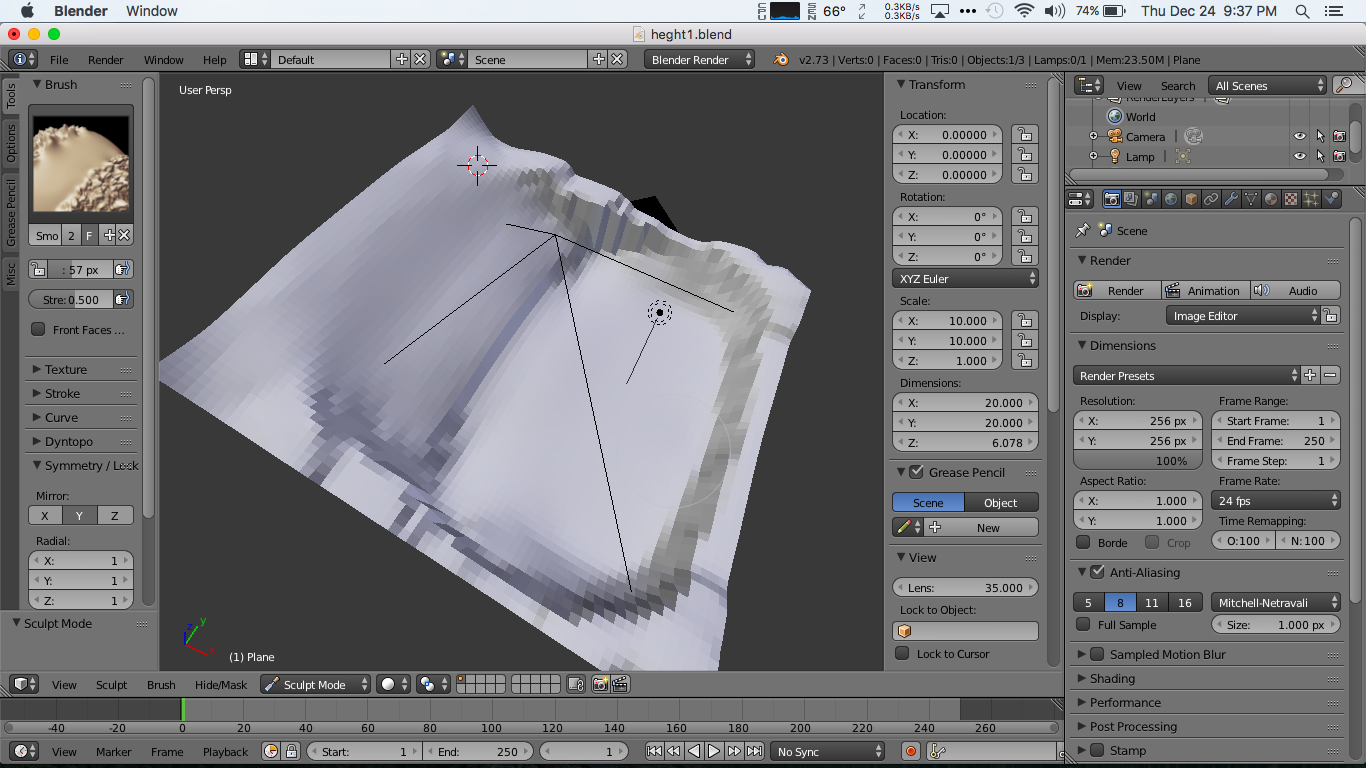 Blender Window
CPU SEN 66° 0.3KB/s 0.3KB/s 74% Thu Dec 24 9:37 PM
heght1.blend
File Render Window Help Default Scene Blender Render v2.73 | Verts:0 | Faces:0 | Tris:0 | Objects:1/3 | Lamps:0/1 | Mem:23.50M | Plane
Tools
Options
Grease Pencil
Misc
Brush
Smo 2 F
: 57 px
Stre: 0.500
Front Faces ...
Texture
Stroke
Curve
Dyntopo
Symmetry / Lock
Mirror:
X Y Z
Radial:
X: 1
Y: 1
Z: 1
Sculpt Mode
User Persp
z y x
(1) Plane
Transform
Location:
X: 0.00000
Y: 0.00000
Z: 0.00000
Rotation:
X: 0°
Y: 0°
Z: 0°
XYZ Euler
Scale:
X: 10.000
Y: 10.000
Z: 1.000
Dimensions:
X: 20.000
Y: 20.000
Z: 6.078
Grease Pencil
Scene Object
New
View
Lens: 35.000
Lock to Object:
Lock to Cursor
View Search All Scenes
RenderLayers
World
Camera
Lamp
Scene
Render
Render Animation Audio
Display: Image Editor
Dimensions
Render Presets
Resolution: Frame Range:
X: 256 px Start Frame: 1
Y: 256 px End Frame: 250
100% Frame Step: 1
Aspect Ratio: Frame Rate:
X: 1.000 24 fps
Y: 1.000 Time Remapping:
Borde Crop O:100 N:100
Anti-Aliasing
5 8 11 16 Mitchell-Netravali
Full Sample Size: 1.000 px
Sampled Motion Blur
Shading
Performance
Post Processing
Stamp
View Sculpt Brush Hide/Mask Sculpt Mode
-40 -20 0 20 40 60 80 100 120 140 160 180 200 220 240 260
View Marker Frame Playback Start: 1 End: 250 1 No Sync